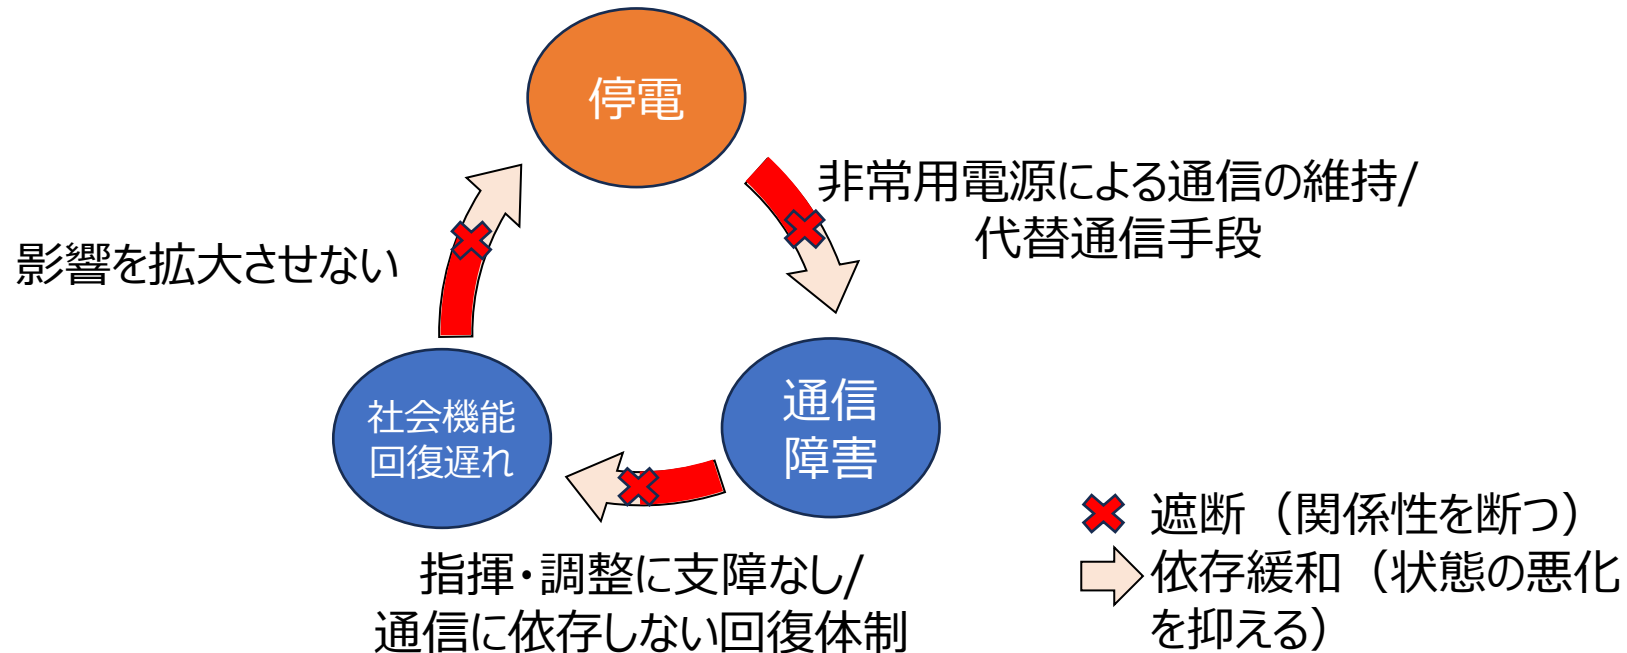 停電
非常用電源による通信の維持/
代替通信手段
影響を拡大させない
通信
障害
社会機能
回復遅れ
指揮・調整に支障なし/
通信に依存しない回復体制
遮断（関係性を断つ）
依存緩和（状態の悪化
を抑える）